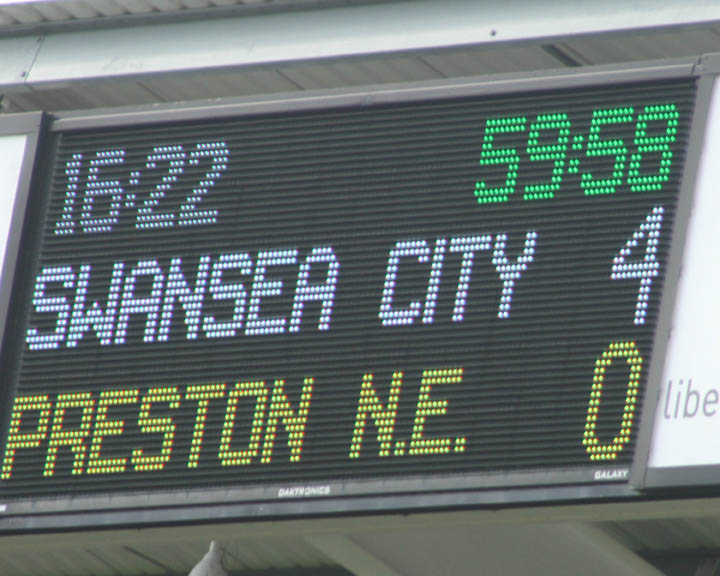 16:22 59:58
SWANSEA CITY 4
PRESTON N.E. 0
DAKTRONICS GALAXY
libe